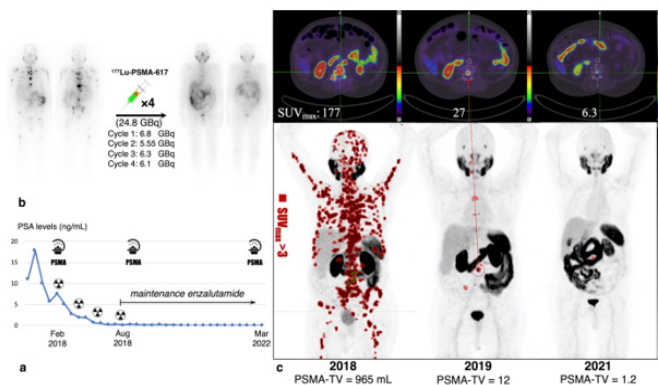 ¹⁷⁷Lu-PSMA-617
×4
(24.8 GBq)
Cycle 1: 6.8 GBq
Cycle 2: 5.55 GBq
Cycle 3: 6.3 GBq
Cycle 4: 6.1 GBq
b
PSA levels (ng/mL)
20
15
10
5
0
PSMA
PSMA
PSMA
maintenance enzalutamide
Feb
2018
Aug
2018
Mar
2022
a
SUVmax: 177
27
6.3
SUVmax >3
2018
PSMA-TV = 965 mL
2019
PSMA-TV = 12
2021
PSMA-TV = 1.2
c